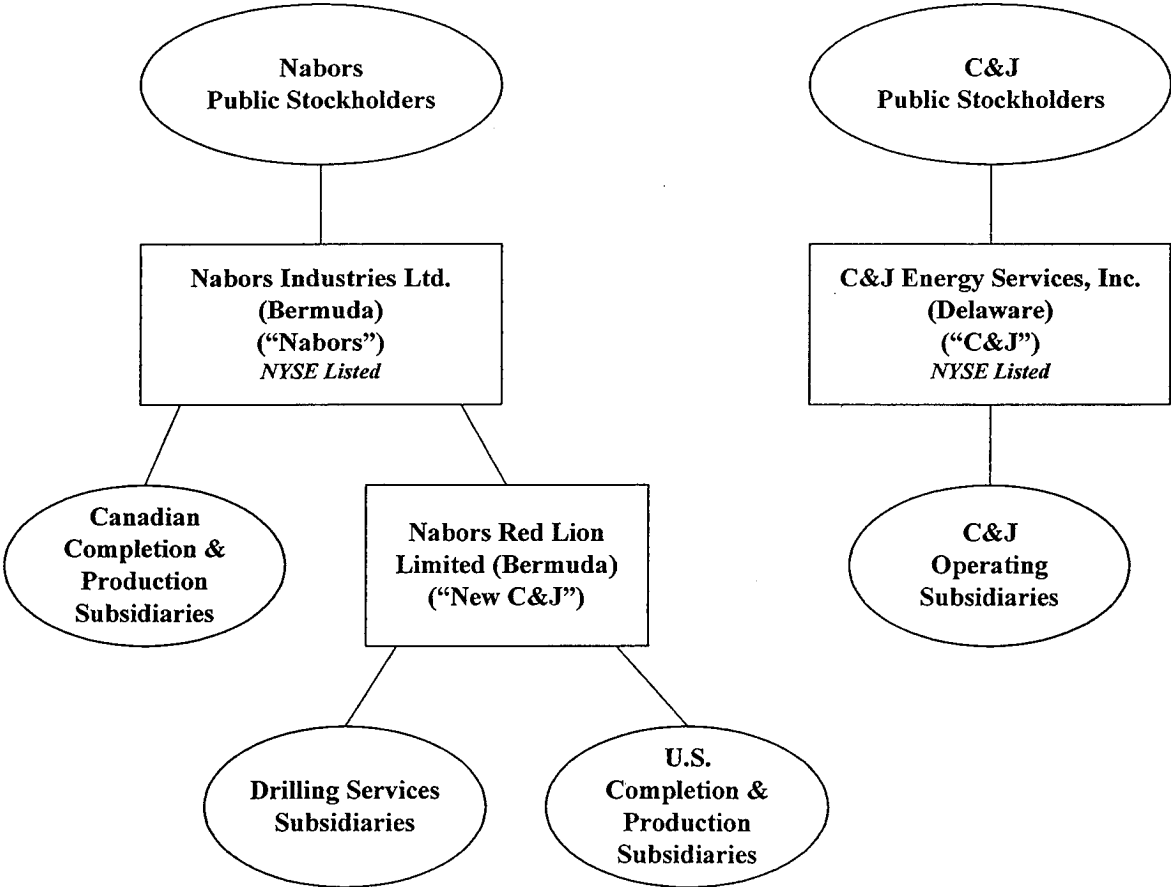 Nabors
Public Stockholders
C&J
Public Stockholders
Nabors Industries Ltd.
(Bermuda)
(“Nabors”)
NYSE Listed
C&J Energy Services, Inc.
(Delaware)
(“C&J”)
NYSE Listed
Canadian
Completion &
Production
Subsidiaries
Nabors Red Lion
Limited (Bermuda)
(“New C&J”)
C&J
Operating
Subsidiaries
Drilling Services
Subsidiaries
U.S.
Completion &
Production
Subsidiaries